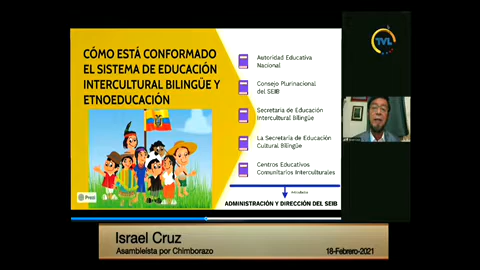 CÓMO ESTÁ CONFORMADO
EL SISTEMA DE EDUCACIÓN
INTERCULTURAL BILINGÜE Y
ETNOEDUCACIÓN
Autoridad Educativa
Nacional
Consejo Plurinacional
del SEIB
Secretaria de Educación
Intercultural Bilingüe
La Secretaria de Educación
Cultural Bilingüe
Centros Educativos
Comunitarios Interculturales
ADMINISTRACIÓN Y DIRECCIÓN DEL SEIB
Prezi
TVL
Israel Cruz
Asambleísta por Chimborazo
18-Febrero-2021